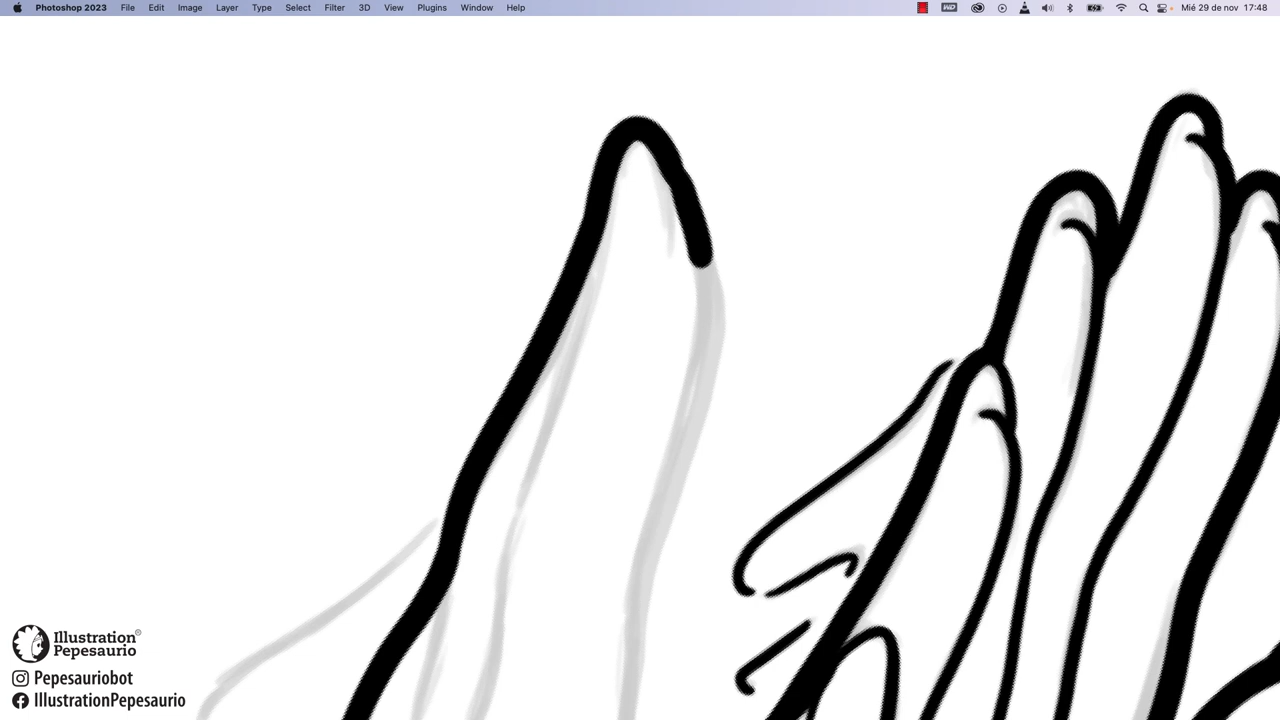 Photoshop 2023 File Edit Image Layer Type Select Filter 3D View Plugins Window Help Mié 29 de nov 17:48
Illustration®
Pepesaurio
Pepesauriobot
IllustrationPepesaurio